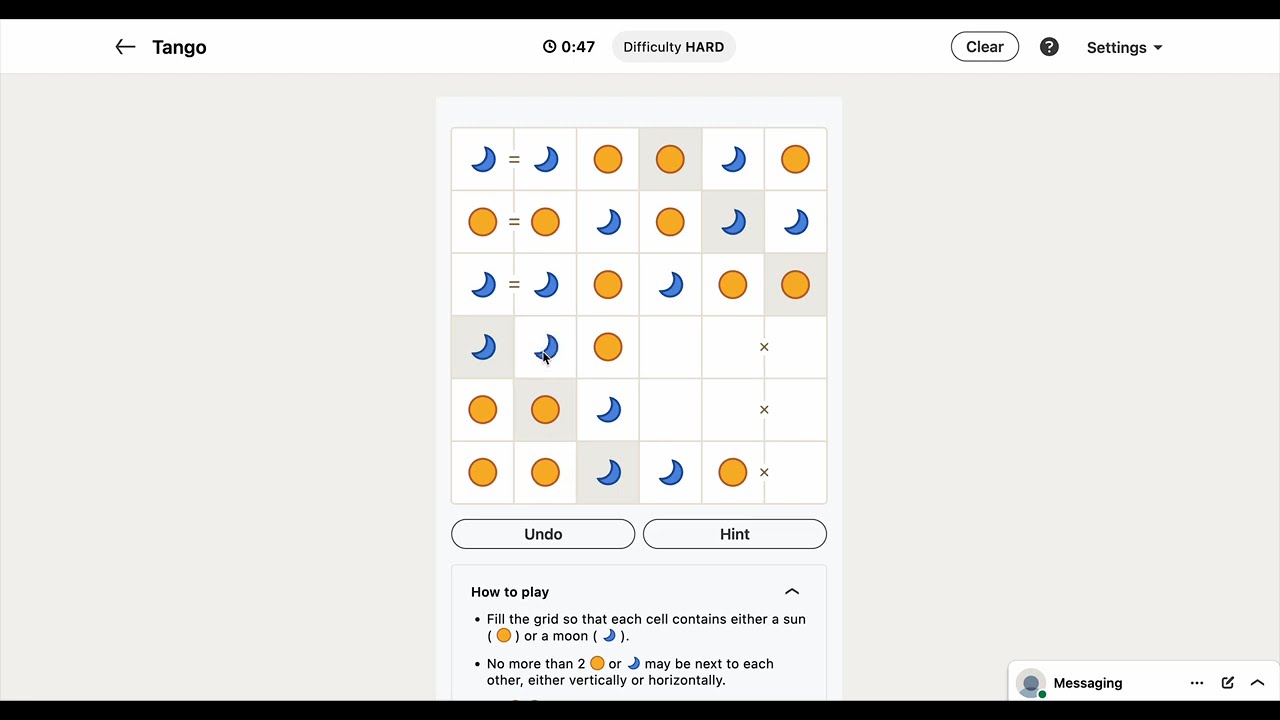 Tango
0:47
Difficulty HARD
Clear
?
Settings
=
=
=
×
×
×
Undo
Hint
How to play
• Fill the grid so that each cell contains either a sun
( ) or a moon ( ).
• No more than 2 or may be next to each
other, either vertically or horizontally.
Messaging